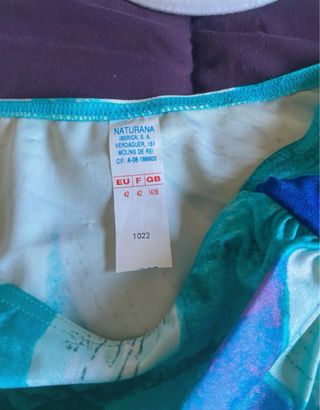 NATURANA
IBERICA, S. A.
VERDAGUER, 151
MOLINS DE REI
CIF. A-08-186603
EU F GB
42 42 14/36
1022